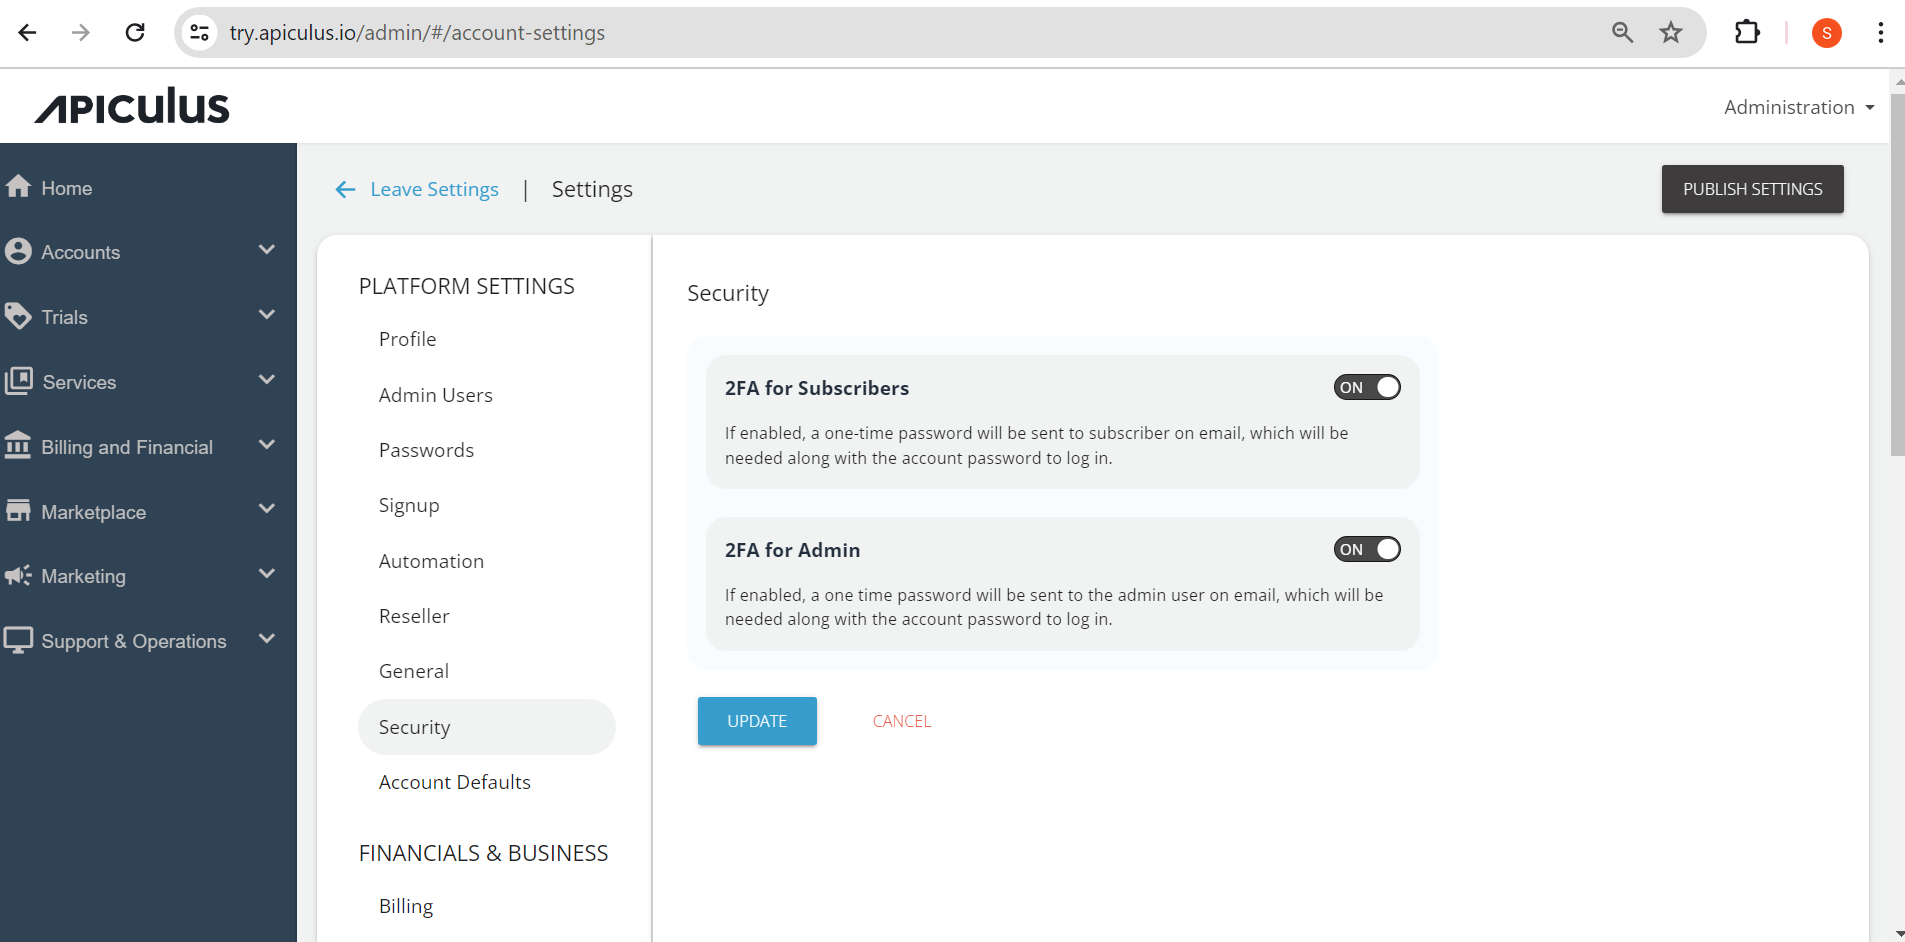 try.apiculus.io/admin/#/account-settings
S
APICULUS
Administration
Home
Accounts
Trials
Services
Billing and Financial
Marketplace
Marketing
Support & Operations
Leave Settings | Settings
PUBLISH SETTINGS
PLATFORM SETTINGS
Profile
Admin Users
Passwords
Signup
Automation
Reseller
General
Security
Account Defaults
FINANCIALS & BUSINESS
Billing
Security
2FA for Subscribers
ON
If enabled, a one-time password will be sent to subscriber on email, which will be
needed along with the account password to log in.
2FA for Admin
ON
If enabled, a one time password will be sent to the admin user on email, which will be
needed along with the account password to log in.
UPDATE
CANCEL